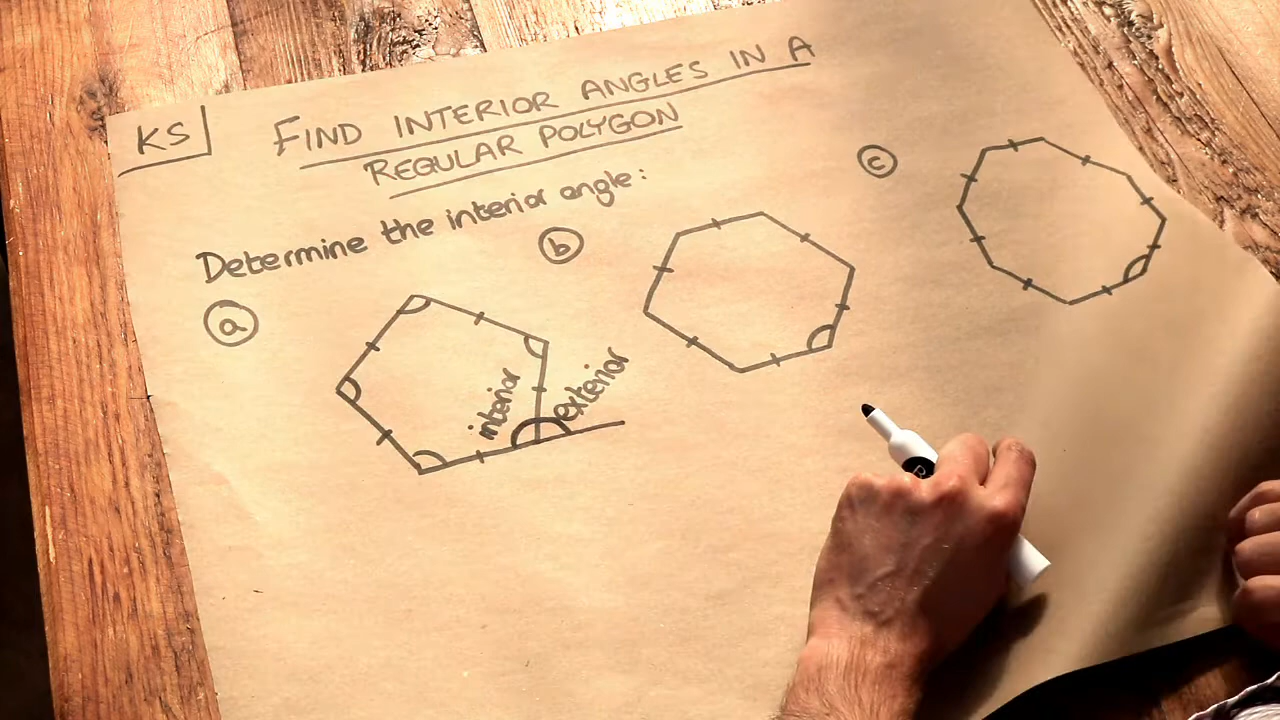 KS
FIND INTERIOR ANGLES IN A
REGULAR POLYGON
Determine the interior angle:
a
b
c
interior
exterior